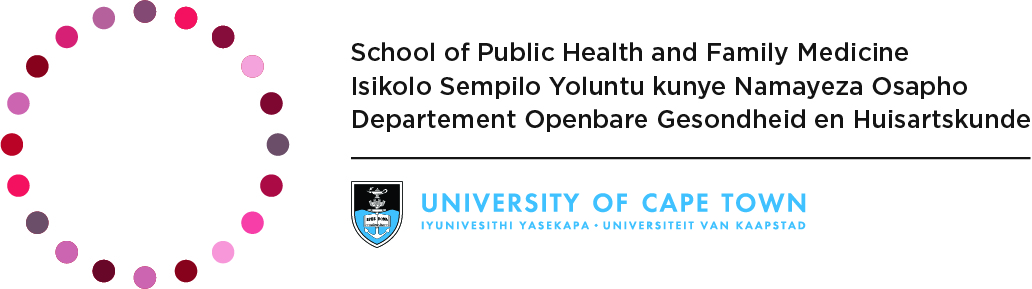 School of Public Health and Family Medicine
Isikolo Sempilo Yoluntu kunye Namayeza Osapho
Departement Openbare Gesondheid en Huisartskunde
UNIVERSITY OF CAPE TOWN
IYUNIVESITHI YASEKAPA • UNIVERSITEIT VAN KAAPSTAD